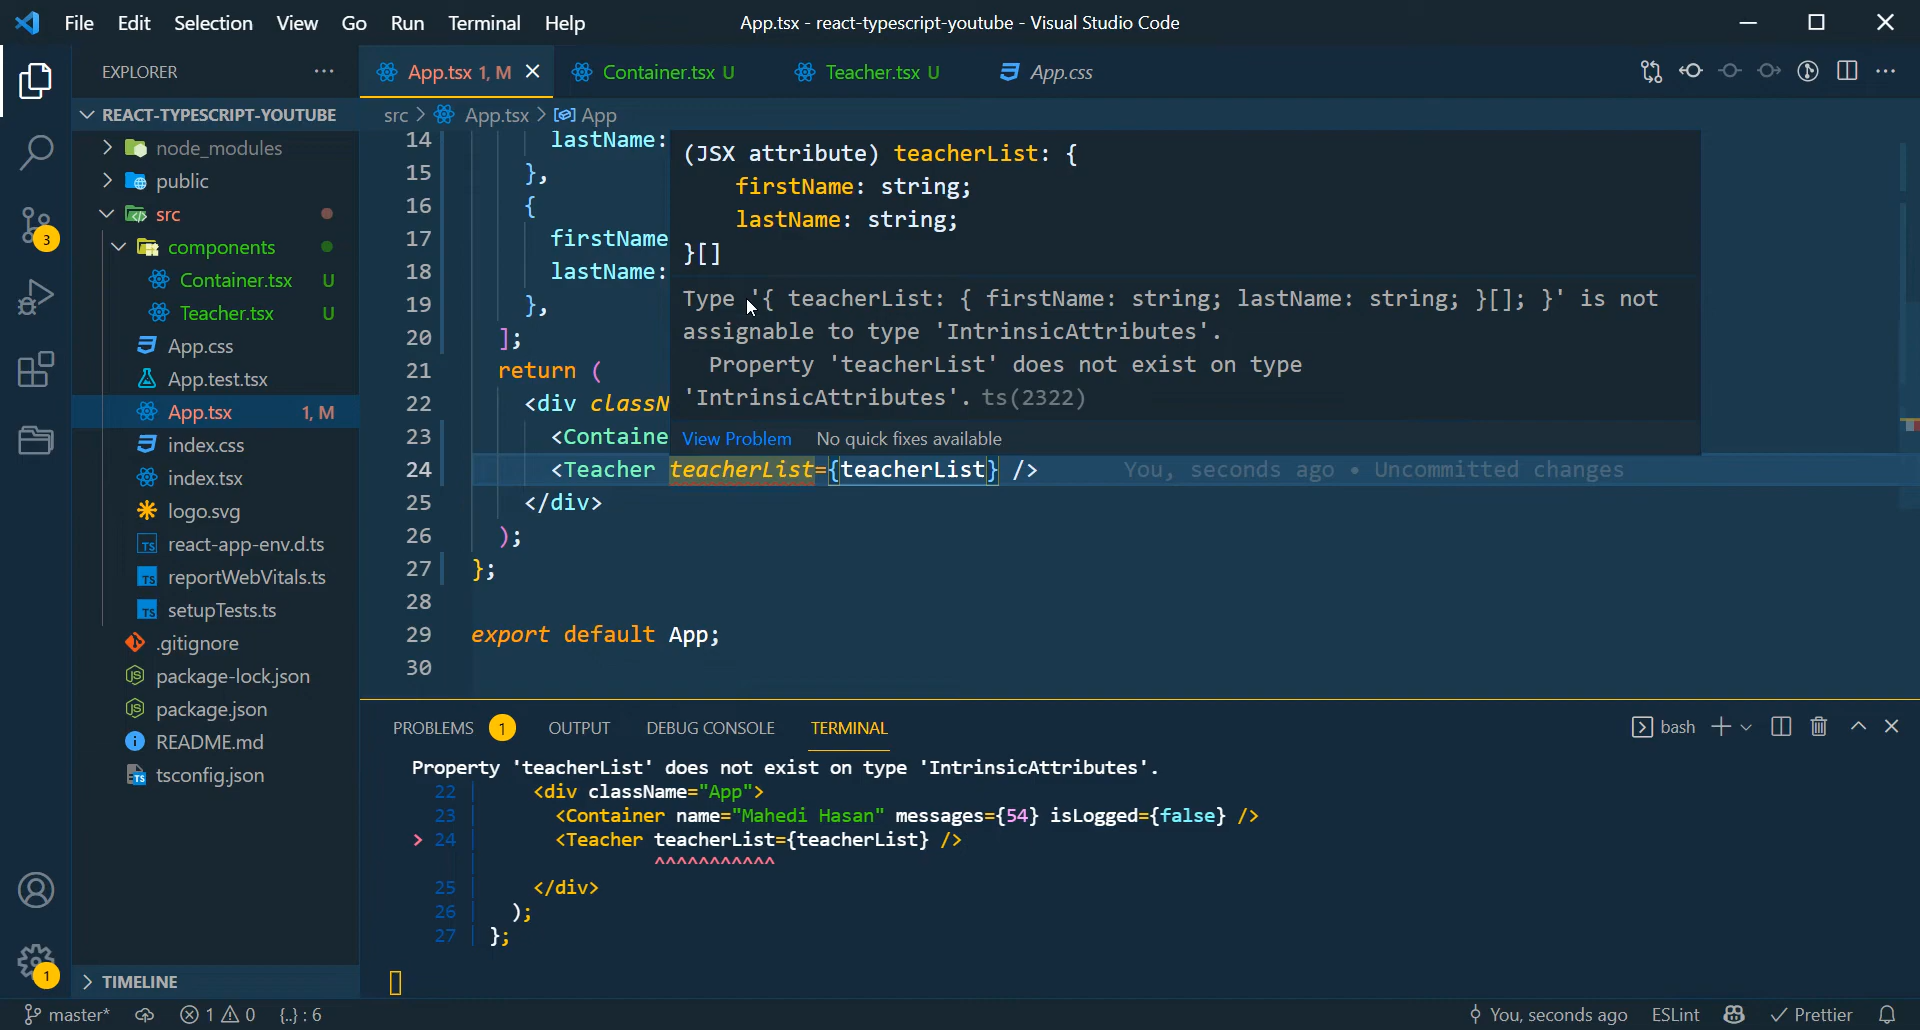 File Edit Selection View Go Run Terminal Help
App.tsx - react-typescript-youtube - Visual Studio Code
EXPLORER
App.tsx 1, M
Container.tsx U
Teacher.tsx U
App.css
REACT-TYPESCRIPT-YOUTUBE
node_modules
public
src
components
Container.tsx U
Teacher.tsx U
App.css
App.test.tsx
App.tsx 1, M
index.css
index.tsx
logo.svg
react-app-env.d.ts
reportWebVitals.ts
setupTests.ts
.gitignore
package-lock.json
package.json
README.md
tsconfig.json
TIMELINE
3
1
src > App.tsx > App
14 lastName:
15 },
16 {
17 firstName
18 lastName:
19 },
20 ];
21 return (
22 <div classN
23 <Containe
24 <Teacher teacherList={teacherList} /> You, seconds ago • Uncommitted changes
25 </div>
26 );
27 };
28
29 export default App;
30
(JSX attribute) teacherList: {
firstName: string;
lastName: string;
}[]
Type '{ teacherList: { firstName: string; lastName: string; }[]; }' is not
assignable to type 'IntrinsicAttributes'.
Property 'teacherList' does not exist on type
'IntrinsicAttributes'. ts(2322)
View Problem No quick fixes available
PROBLEMS 1 OUTPUT DEBUG CONSOLE TERMINAL
bash
Property 'teacherList' does not exist on type 'IntrinsicAttributes'.
22 | <div className="App">
23 | <Container name="Mahedi Hasan" messages={54} isLogged={false} />
> 24 | <Teacher teacherList={teacherList} />
| ^^^^^^^^^^^
25 | </div>
26 | );
27 | };
master* 1 0 {..} : 6
You, seconds ago ESLint Prettier